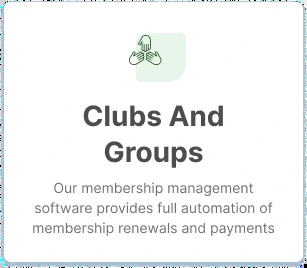 Clubs And
Groups
Our membership management
software provides full automation of
membership renewals and payments